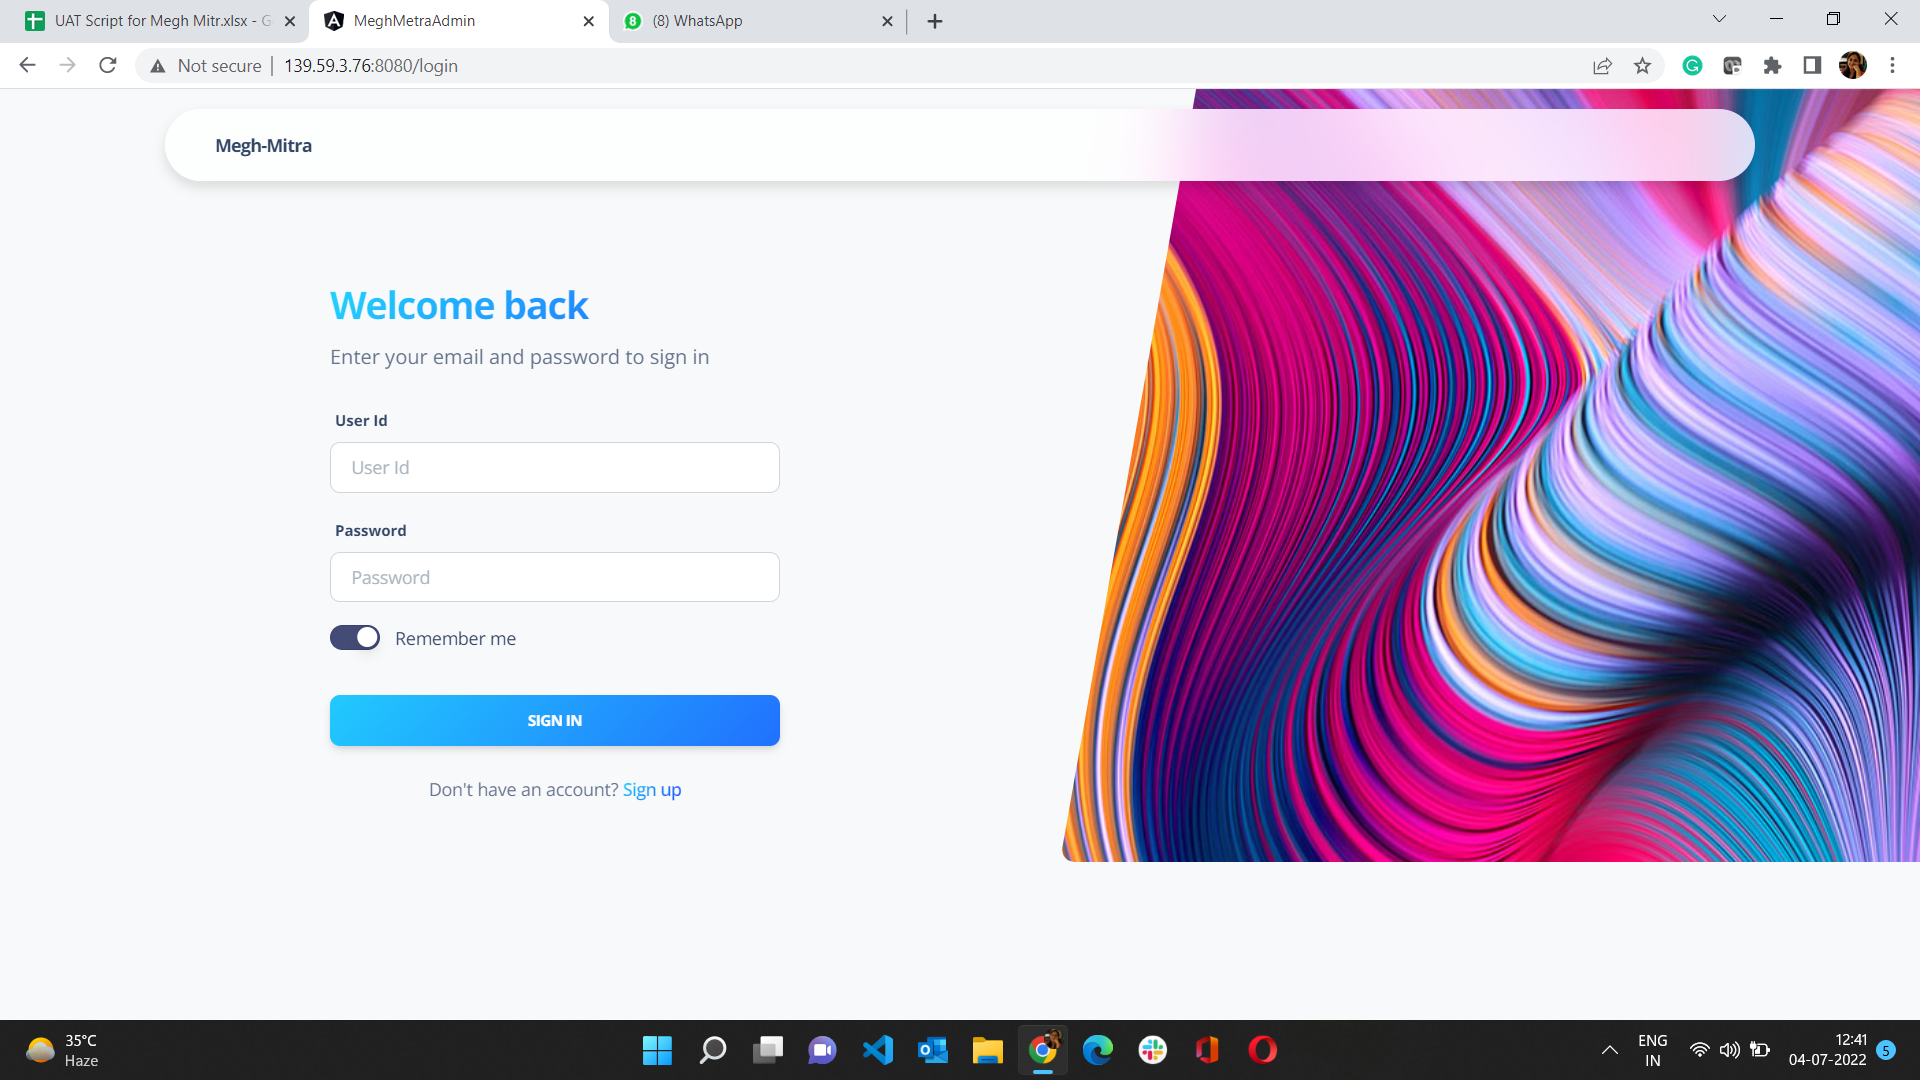 UAT Script for Megh Mitr.xlsx - G
MeghMetraAdmin
(8) WhatsApp
Not secure
139.59.3.76:8080/login
Megh-Mitra
Welcome back
Enter your email and password to sign in
User Id
User Id
Password
Password
Remember me
SIGN IN
Don't have an account? Sign up
35°C
Haze
ENG
IN
12:41
04-07-2022
5